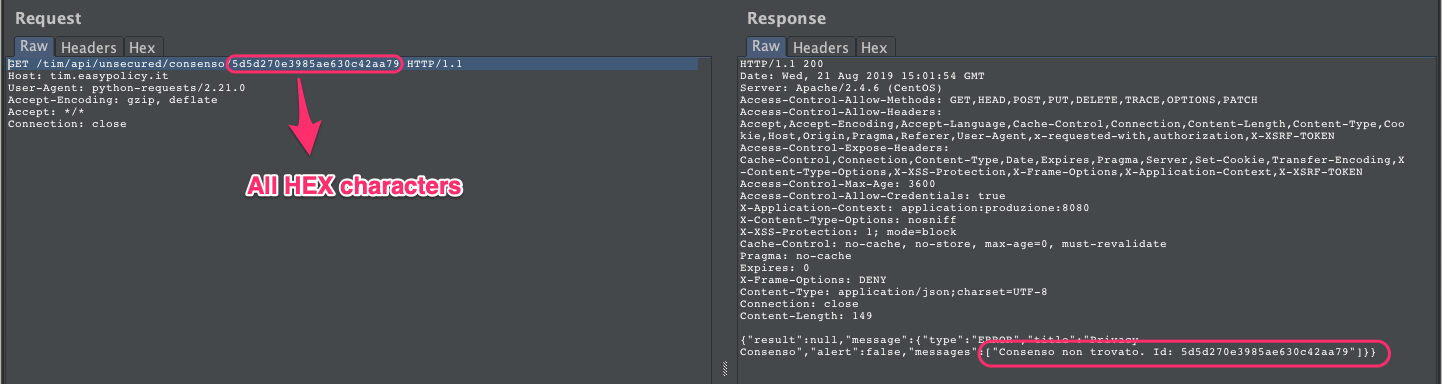 Request
Raw Headers Hex
GET /tim/api/unsecured/consenso/5d5d270e3985ae630c42aa79 HTTP/1.1
Host: tim.easypolicy.it
User-Agent: python-requests/2.21.0
Accept-Encoding: gzip, deflate
Accept: */*
Connection: close
All HEX characters
Response
Raw Headers Hex
HTTP/1.1 200
Date: Wed, 21 Aug 2019 15:01:54 GMT
Server: Apache/2.4.6 (CentOS)
Access-Control-Allow-Methods: GET,HEAD,POST,PUT,DELETE,TRACE,OPTIONS,PATCH
Access-Control-Allow-Headers:
Accept,Accept-Encoding,Accept-Language,Cache-Control,Connection,Content-Length,Content-Type,Coo
kie,Host,Origin,Pragma,Referer,User-Agent,x-requested-with,authorization,X-XSRF-TOKEN
Access-Control-Expose-Headers:
Cache-Control,Connection,Content-Type,Date,Expires,Pragma,Server,Set-Cookie,Transfer-Encoding,X
-Content-Type-Options,X-XSS-Protection,X-Frame-Options,X-Application-Context,X-XSRF-TOKEN
Access-Control-Max-Age: 3600
Access-Control-Allow-Credentials: true
X-Application-Context: application:produzione:8080
X-Content-Type-Options: nosniff
X-XSS-Protection: 1; mode=block
Cache-Control: no-cache, no-store, max-age=0, must-revalidate
Pragma: no-cache
Expires: 0
X-Frame-Options: DENY
Content-Type: application/json;charset=UTF-8
Connection: close
Content-Length: 149
{"result":null,"message":{"type":"ERROR","title":"Privacy
Consenso","alert":false,"messages":["Consenso non trovato. Id: 5d5d270e3985ae630c42aa79"]}}